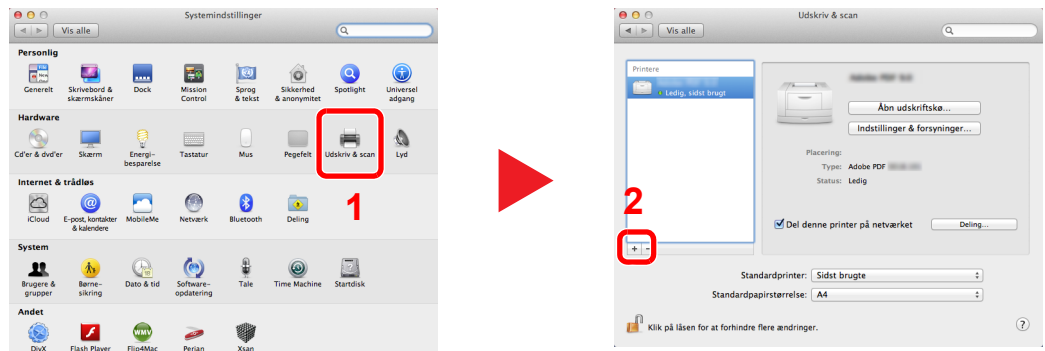 Systemindstillinger
Vis alle
Personlig
Generelt
Skrivebord & skærmskåner
Dock
Mission Control
Sprog & tekst
Sikkerhed & anonymitet
Spotlight
Universel adgang
Hardware
Cd'er & dvd'er
Skærm
Energi-besparelse
Tastatur
Mus
Pegefelt
Udskriv & scan
Lyd
1
Internet & trådløs
iCloud
E-post, kontakter & kalendere
MobileMe
Netværk
Bluetooth
Deling
System
Brugere & grupper
Børne-sikring
Dato & tid
Software-opdatering
Tale
Time Machine
Startdisk
Andet
DivX
Flash Player
Flip4Mac
Perian
Xsan
Udskriv & scan
Vis alle
Printere
Ledig, sidst brugt
Åbn udskriftskø...
Indstillinger & forsyninger...
Placering:
Type: Adobe PDF
Status: Ledig
2
Del denne printer på netværket
Deling...
+ −
Standardprinter: Sidst brugte
Standardpapirstørrelse: A4
Klik på låsen for at forhindre flere ændringer.
?